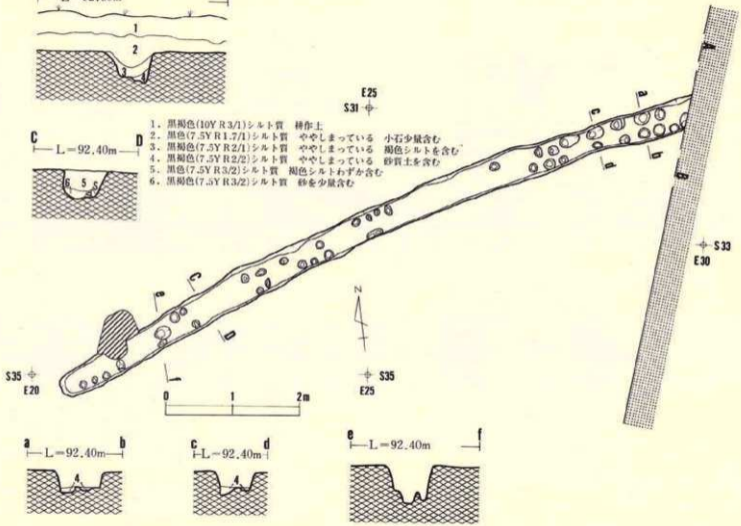 1
2
3 4
1. 黒褐色(10YR3/1)シルト質 耕作土
2. 黒色(7.5YR1.7/1)シルト質 ややしまっている 小石少量含む
3. 黒褐色(7.5YR2/1)シルト質 ややしまっている 褐色シルトを含む
4. 黒褐色(7.5YR2/2)シルト質 ややしまっている 砂質土を含む
5. 黒色(7.5YR3/2)シルト質 褐色シルトわずか含む
6. 黒褐色(7.5YR3/2)シルト質 砂を少量含む
C D
L=92.40m
6 5 S
E25
S31
A
a
c
b
d
B
S33
E30
C
e
D
f
N
S35
E20
S35
E25
0 1 2m
a b
L=92.40m
4
c d
L=92.40m
4
e f
L=92.40m